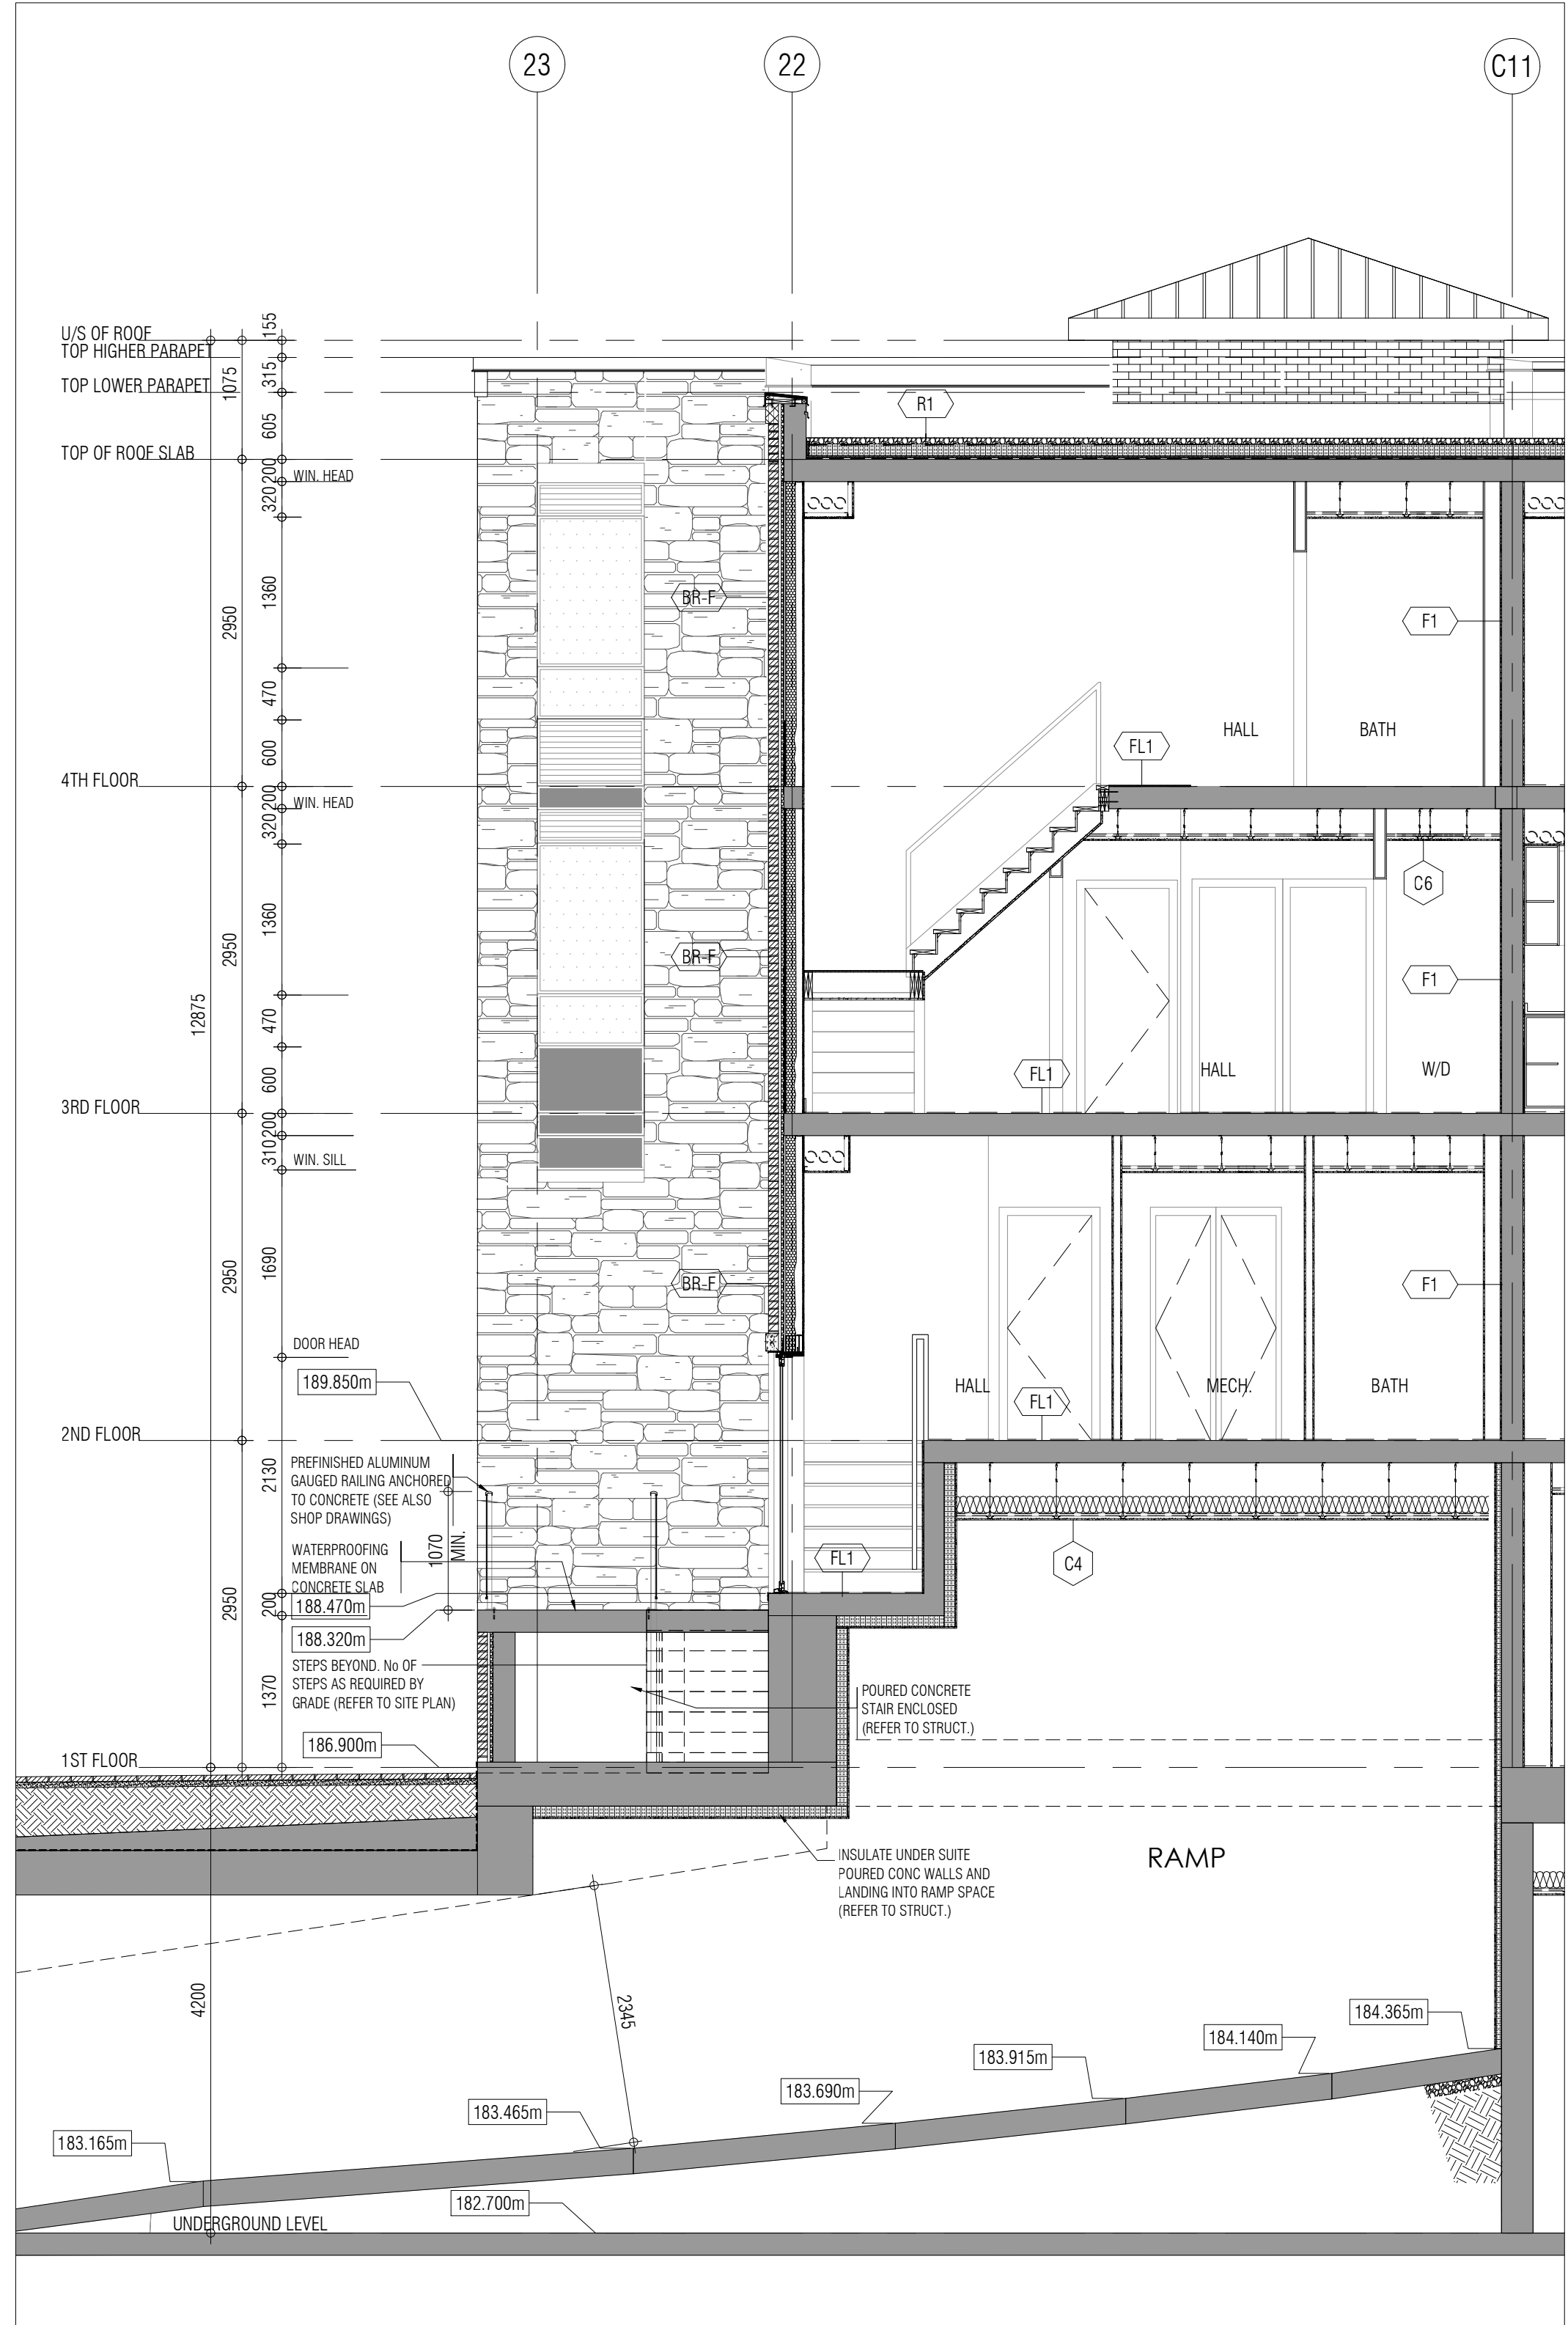 23
22
C11
U/S OF ROOF
TOP HIGHER PARAPET
TOP LOWER PARAPET
TOP OF ROOF SLAB
155
315
1075
605
200
320
WIN. HEAD
R1
1360
2950
BR-F
F1
470
600
HALL
BATH
FL1
4TH FLOOR
200
320
WIN. HEAD
C6
1360
2950
BR-F
F1
12875
470
600
FL1
HALL
W/D
3RD FLOOR
200
310
WIN. SILL
2950
1690
BR-F
F1
DOOR HEAD
189.850m
HALL
FL1
MECH.
BATH
2ND FLOOR
2130
PREFINISHED ALUMINUM
GAUGED RAILING ANCHORED
TO CONCRETE (SEE ALSO
SHOP DRAWINGS)
1070
MIN.
WATERPROOFING
MEMBRANE ON
CONCRETE SLAB
FL1
C4
2950
200
188.470m
188.320m
STEPS BEYOND. No OF
STEPS AS REQUIRED BY
GRADE (REFER TO SITE PLAN)
1370
POURED CONCRETE
STAIR ENCLOSED
(REFER TO STRUCT.)
186.900m
1ST FLOOR
INSULATE UNDER SUITE
POURED CONC WALLS AND
LANDING INTO RAMP SPACE
(REFER TO STRUCT.)
RAMP
4200
2345
184.365m
184.140m
183.915m
183.690m
183.465m
183.165m
182.700m
UNDERGROUND LEVEL